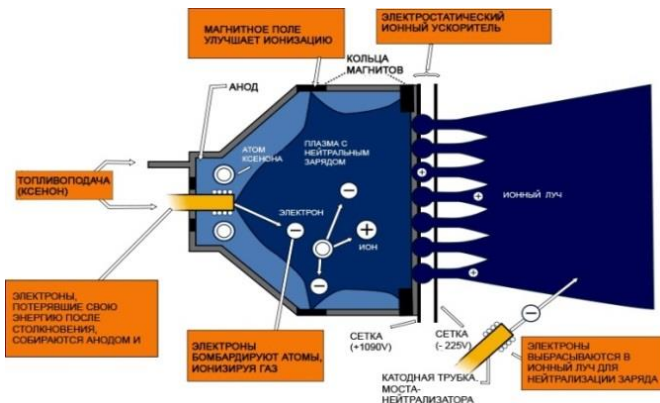 МАГНИТНОЕ ПОЛЕ
УЛУЧШАЕТ ИОНИЗАЦИЮ
ЭЛЕКТРОСТАТИЧЕСКИЙ
ИОННЫЙ УСКОРИТЕЛЬ
КОЛЬЦА
МАГНИТОВ
АНОД
АТОМ
КСЕНОНА
ПЛАЗМА С
НЕЙТРАЛЬНЫМ
ЗАРЯДОМ
ТОПЛИВОПОДАЧА
(КСЕНОН)
ЭЛЕКТРОН
ИОН
ИОННЫЙ ЛУЧ
ЭЛЕКТРОНЫ,
ПОТЕРЯВШИЕ СВОЮ
ЭНЕРГИЮ ПОСЛЕ
СТОЛКНОВЕНИЯ,
СОБИРАЮТСЯ АНОДОМ И
ЭЛЕКТРОНЫ
БОМБАРДИРУЮТ АТОМЫ,
ИОНИЗИРУЯ ГАЗ
СЕТКА
(+1090V)
СЕТКА
(- 225V)
КАТОДНАЯ ТРУБКА.
МОСТА-
НЕЙТРАЛИЗАТОРА
ЭЛЕКТРОНЫ
ВЫБРАСЫВАЮТСЯ В
ИОННЫЙ ЛУЧ ДЛЯ
НЕЙТРАЛИЗАЦИИ ЗАРЯДА